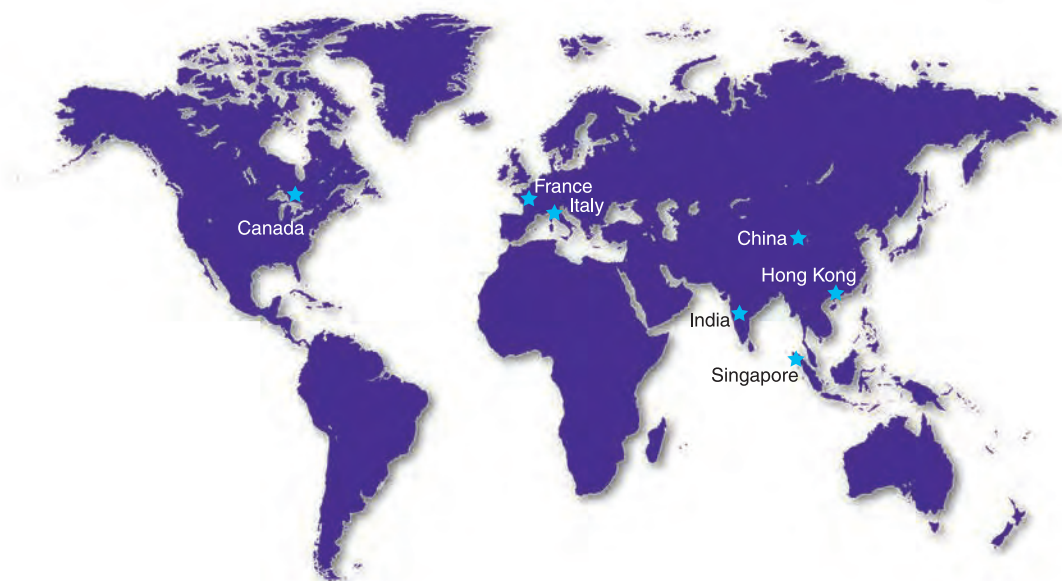 France
Italy
Canada
China
Hong Kong
India
Singapore